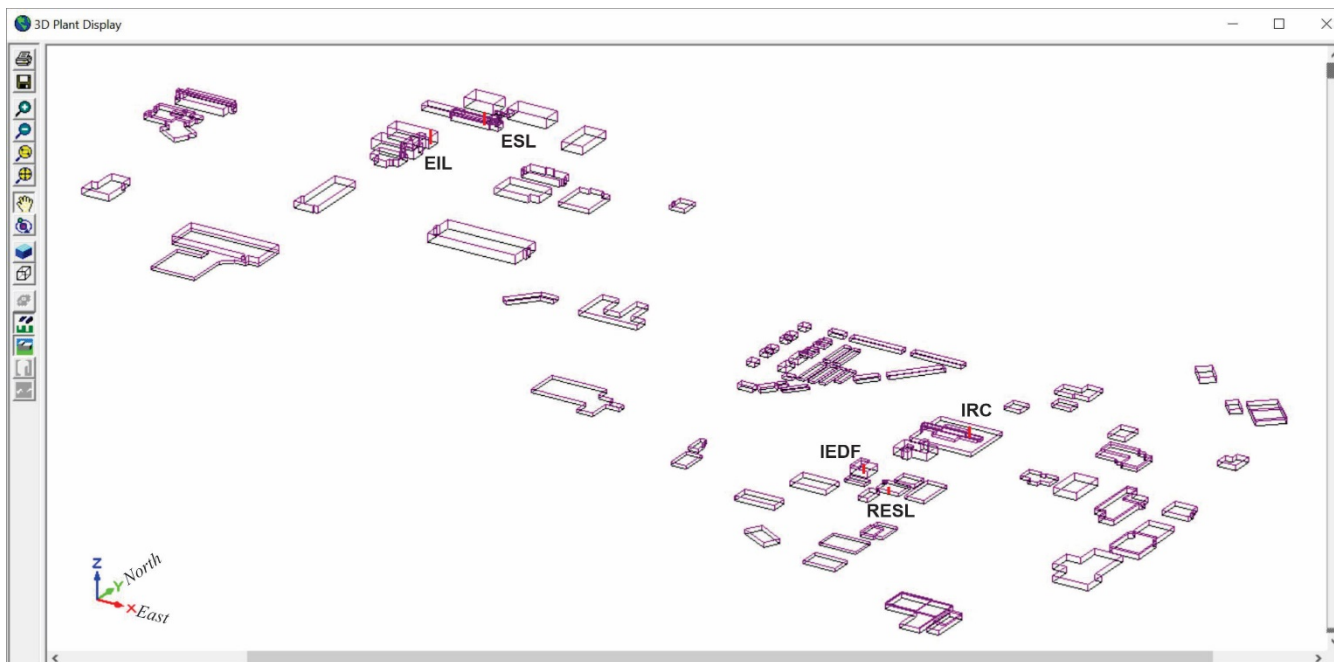 3D Plant Display
ESL
EIL
IRC
IEDF
RESL
Z
North
Y
X
East